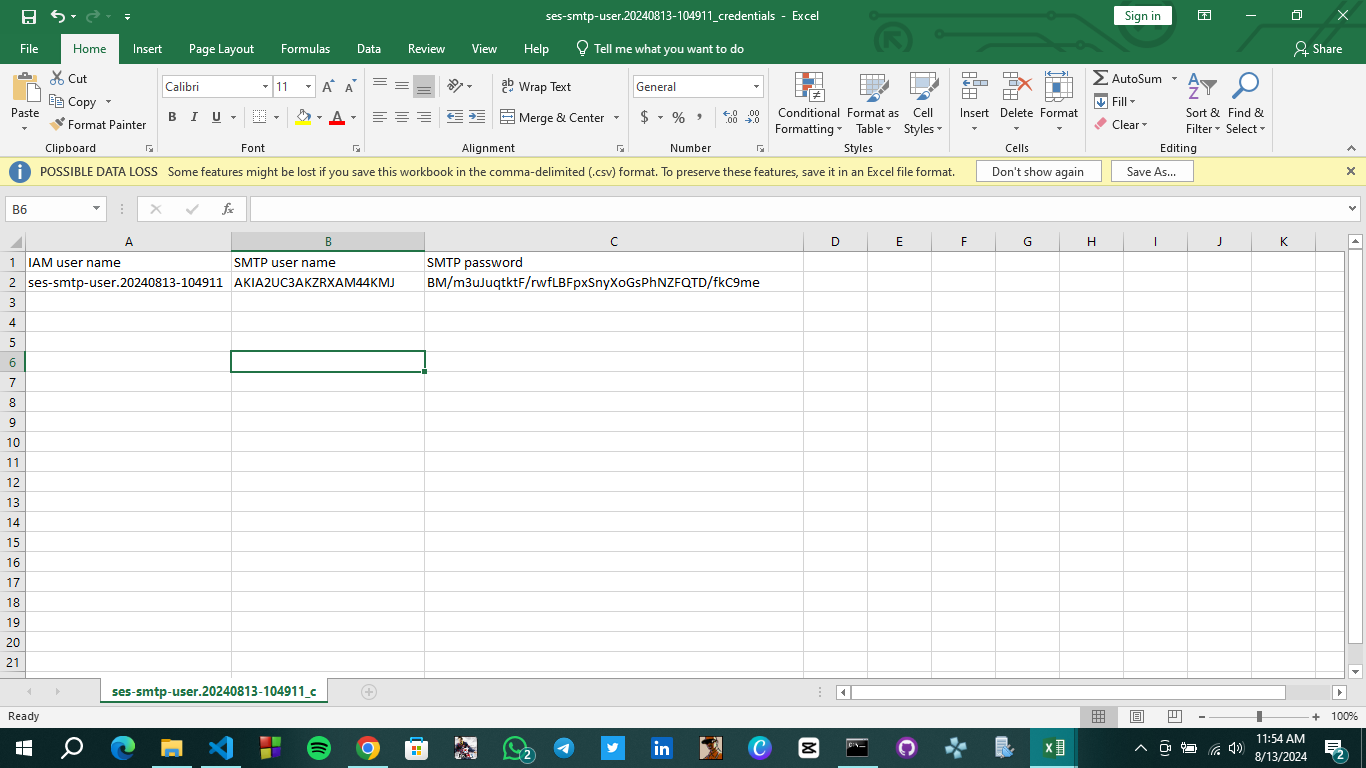 ses-smtp-user.20240813-104911_credentials - Excel
Sign in
File Home Insert Page Layout Formulas Data Review View Help Tell me what you want to do Share
Paste
Cut
Copy
Format Painter
Clipboard
Calibri 11
B I U
Font
Wrap Text
Merge & Center
Alignment
General
$ % ,
Number
Conditional Formatting
Format as Table
Cell Styles
Styles
Insert Delete Format
Cells
AutoSum
Fill
Clear
Sort & Filter
Find & Select
Editing
POSSIBLE DATA LOSS Some features might be lost if you save this workbook in the comma-delimited (.csv) format. To preserve these features, save it in an Excel file format. Don't show again Save As...
B6 fx
A B C D E F G H I J K
1 IAM user name SMTP user name SMTP password
2 ses-smtp-user.20240813-104911 AKIA2UC3AKZRXAM44KMJ BM/m3uJuqtktF/rwfLBFpxSnyXoGsPhNZFQTD/fkC9me
3
4
5
6
7
8
9
10
11
12
13
14
15
16
17
18
19
20
21
ses-smtp-user.20240813-104911_c
Ready 100%
2
11:54 AM
8/13/2024
2